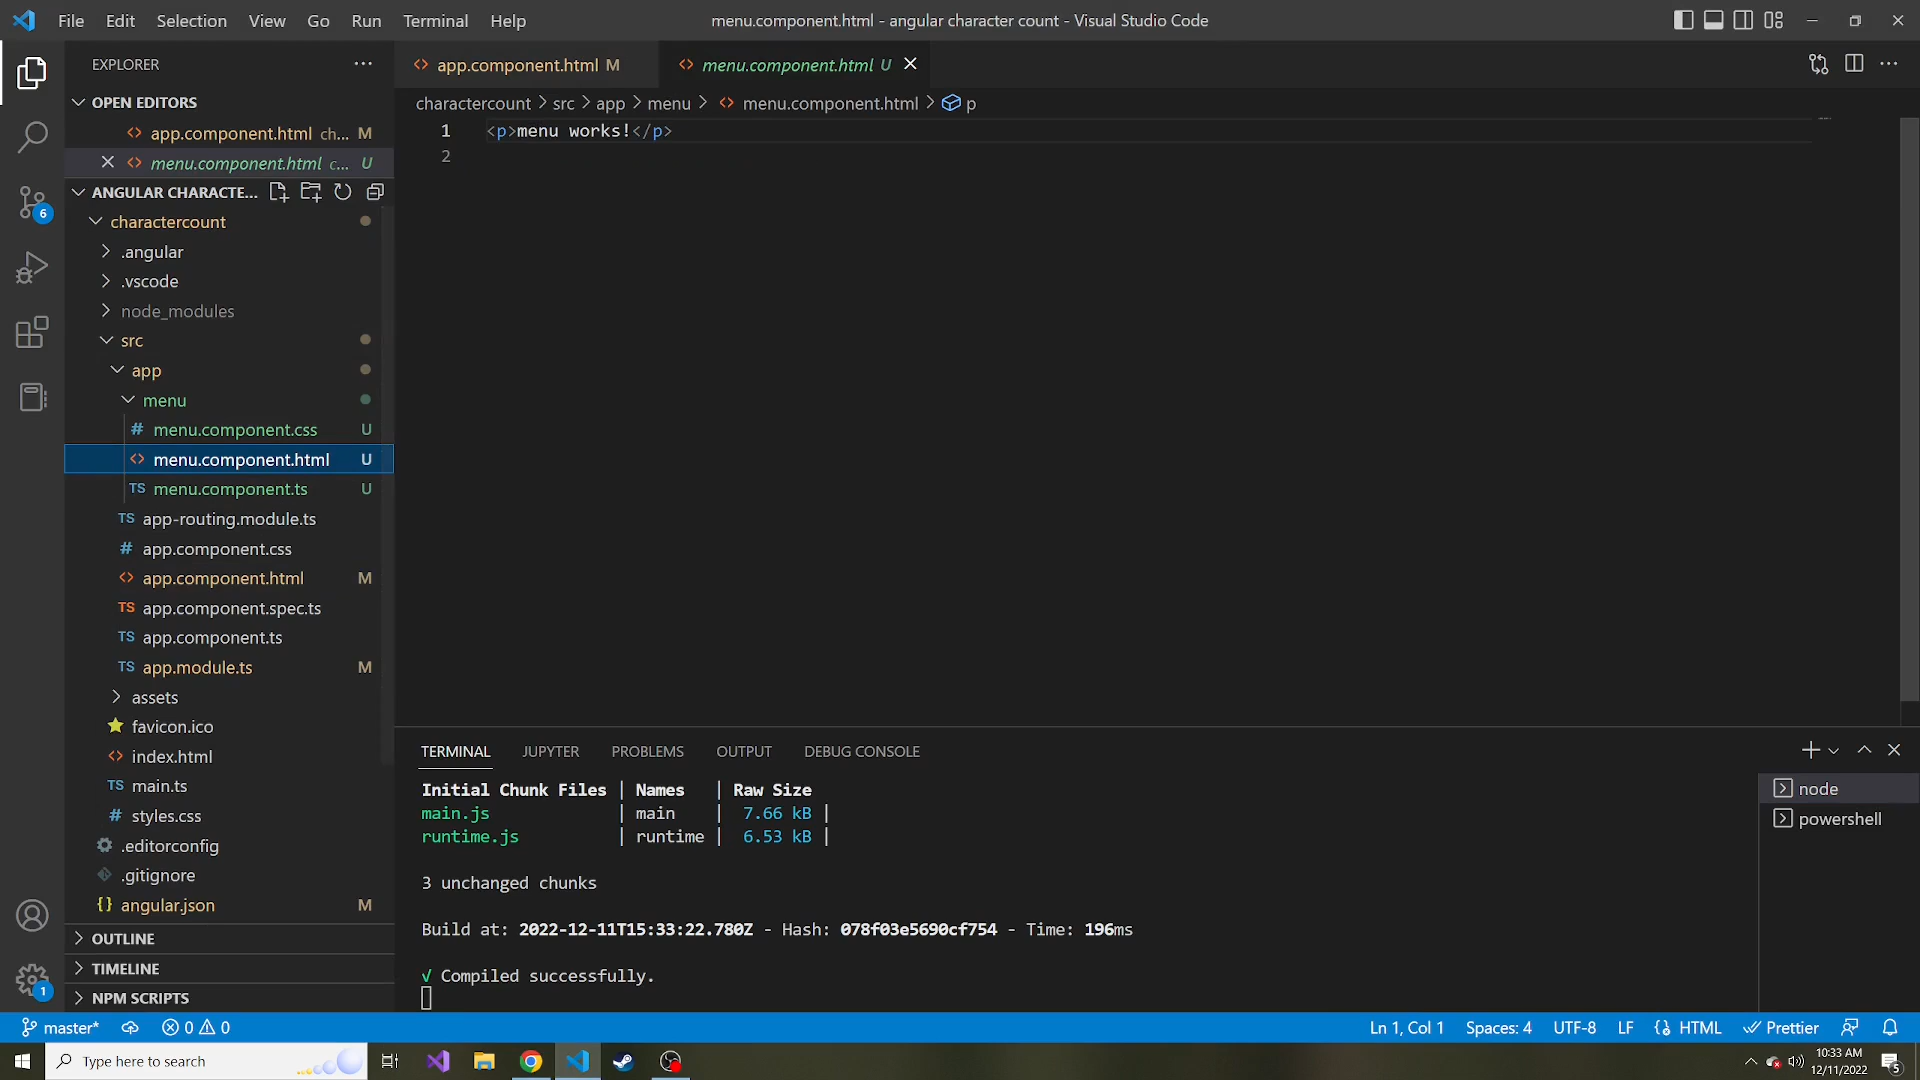 File Edit Selection View Go Run Terminal Help
menu.component.html - angular character count - Visual Studio Code
EXPLORER
OPEN EDITORS
app.component.html ch... M
menu.component.html c... U
ANGULAR CHARACTE...
charactercount
.angular
.vscode
node_modules
src
app
menu
menu.component.css U
menu.component.html U
menu.component.ts U
app-routing.module.ts
app.component.css
app.component.html M
app.component.spec.ts
app.component.ts
app.module.ts M
assets
favicon.ico
index.html
main.ts
styles.css
.editorconfig
.gitignore
angular.json M
OUTLINE
TIMELINE
NPM SCRIPTS
app.component.html M
menu.component.html U
charactercount > src > app > menu > menu.component.html > p
1 <p>menu works!</p>
2
TERMINAL JUPYTER PROBLEMS OUTPUT DEBUG CONSOLE
Initial Chunk Files | Names | Raw Size
main.js | main | 7.66 kB |
runtime.js | runtime | 6.53 kB |
3 unchanged chunks
Build at: 2022-12-11T15:33:22.780Z - Hash: 078f03e5690cf754 - Time: 196ms
√ Compiled successfully.
node
powershell
6
1
master* 0 0
Ln 1, Col 1 Spaces: 4 UTF-8 LF HTML Prettier
Type here to search
10:33 AM
12/11/2022
5